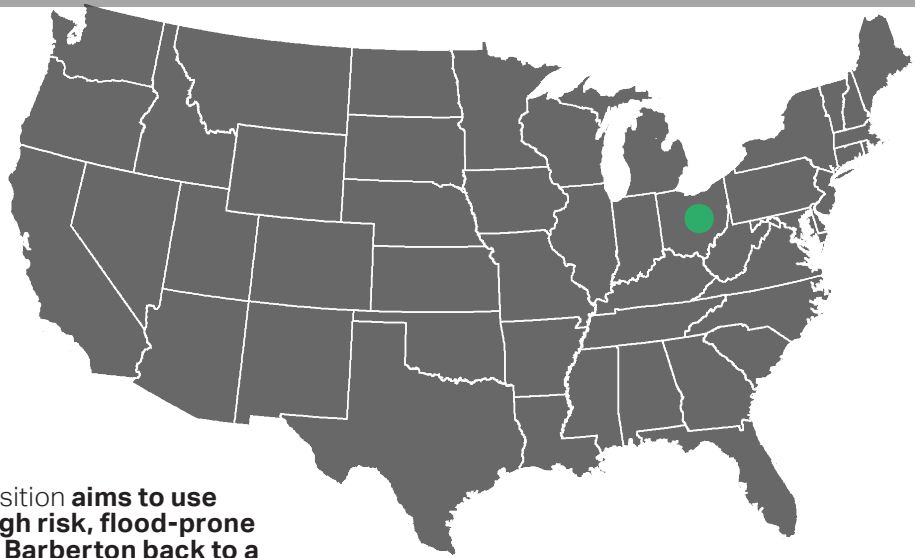 sition aims to use
gh risk, flood-prone
Barberton back to a